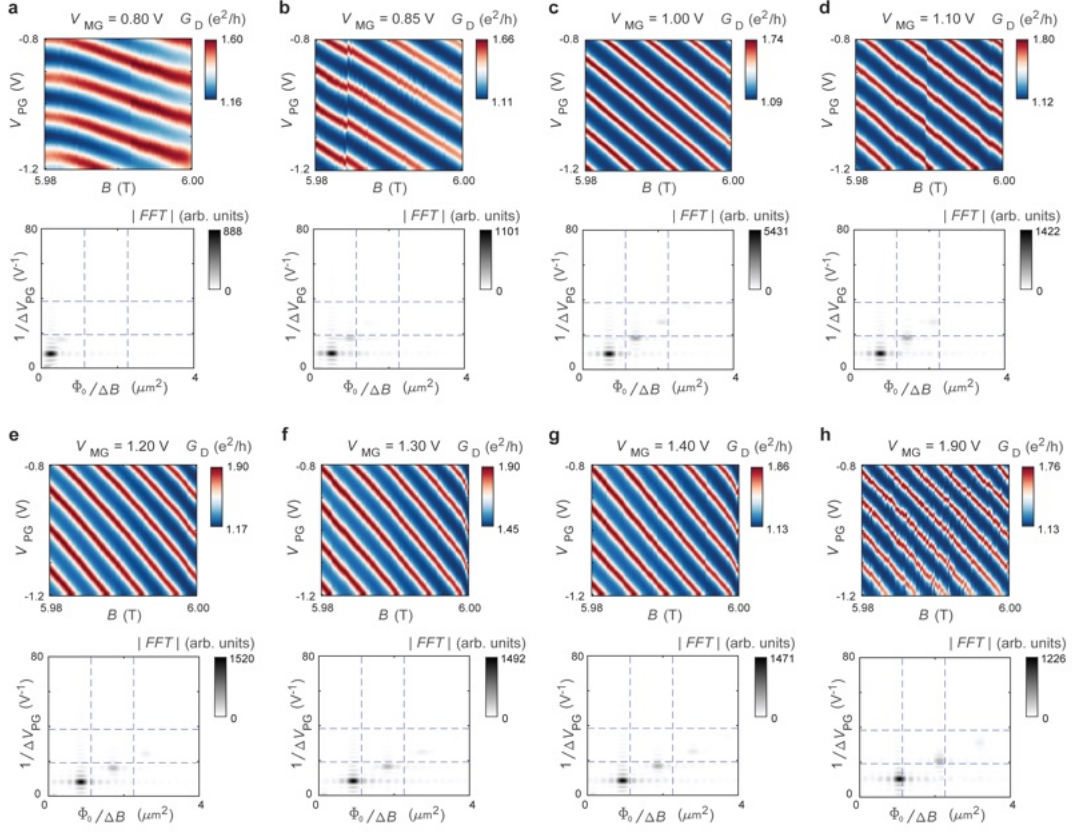 a
V MG = 0.80 V G D (e²/h)
-0.8
1.60
V PG (V)
1.16
-1.2
5.98
B (T)
6.00
| FFT | (arb. units)
80
888
1/ΔV PG (V⁻¹)
0
0
0
Φ₀/ΔB (μm²)
4
b
V MG = 0.85 V G D (e²/h)
-0.8
1.66
V PG (V)
1.11
-1.2
5.98
B (T)
6.00
| FFT | (arb. units)
80
1101
1/ΔV PG (V⁻¹)
0
0
0
Φ₀/ΔB (μm²)
4
c
V MG = 1.00 V G D (e²/h)
-0.8
1.74
V PG (V)
1.09
-1.2
5.98
B (T)
6.00
| FFT | (arb. units)
80
5431
1/ΔV PG (V⁻¹)
0
0
0
Φ₀/ΔB (μm²)
4
d
V MG = 1.10 V G D (e²/h)
-0.8
1.80
V PG (V)
1.12
-1.2
5.98
B (T)
6.00
| FFT | (arb. units)
80
1422
1/ΔV PG (V⁻¹)
0
0
0
Φ₀/ΔB (μm²)
4
e
V MG = 1.20 V G D (e²/h)
-0.8
1.90
V PG (V)
1.17
-1.2
5.98
B (T)
6.00
| FFT | (arb. units)
80
1520
1/ΔV PG (V⁻¹)
0
0
0
Φ₀/ΔB (μm²)
4
f
V MG = 1.30 V G D (e²/h)
-0.8
1.90
V PG (V)
1.45
-1.2
5.98
B (T)
6.00
| FFT | (arb. units)
80
1492
1/ΔV PG (V⁻¹)
0
0
0
Φ₀/ΔB (μm²)
4
g
V MG = 1.40 V G D (e²/h)
-0.8
1.86
V PG (V)
1.13
-1.2
5.98
B (T)
6.00
| FFT | (arb. units)
80
1471
1/ΔV PG (V⁻¹)
0
0
0
Φ₀/ΔB (μm²)
4
h
V MG = 1.90 V G D (e²/h)
-0.8
1.76
V PG (V)
1.13
-1.2
5.98
B (T)
6.00
| FFT | (arb. units)
80
1226
1/ΔV PG (V⁻¹)
0
0
0
Φ₀/ΔB (μm²)
4